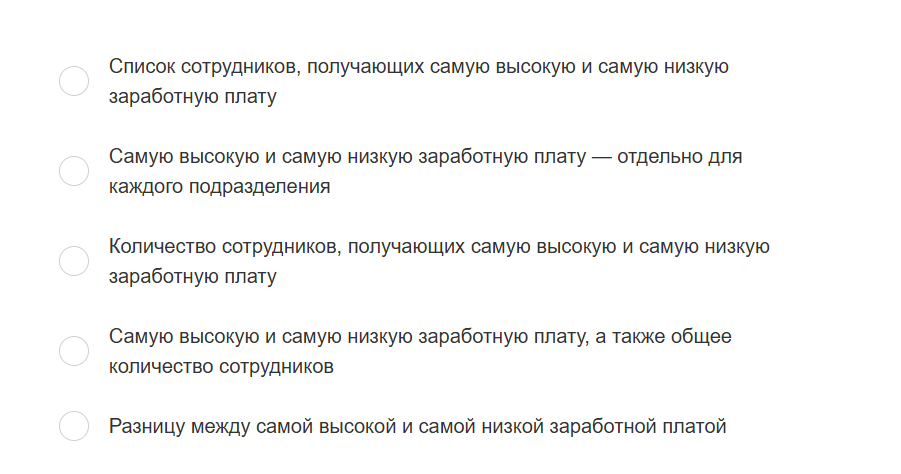 Список сотрудников, получающих самую высокую и самую низкую
заработную плату
Самую высокую и самую низкую заработную плату — отдельно для
каждого подразделения
Количество сотрудников, получающих самую высокую и самую низкую
заработную плату
Самую высокую и самую низкую заработную плату, а также общее
количество сотрудников
Разницу между самой высокой и самой низкой заработной платой